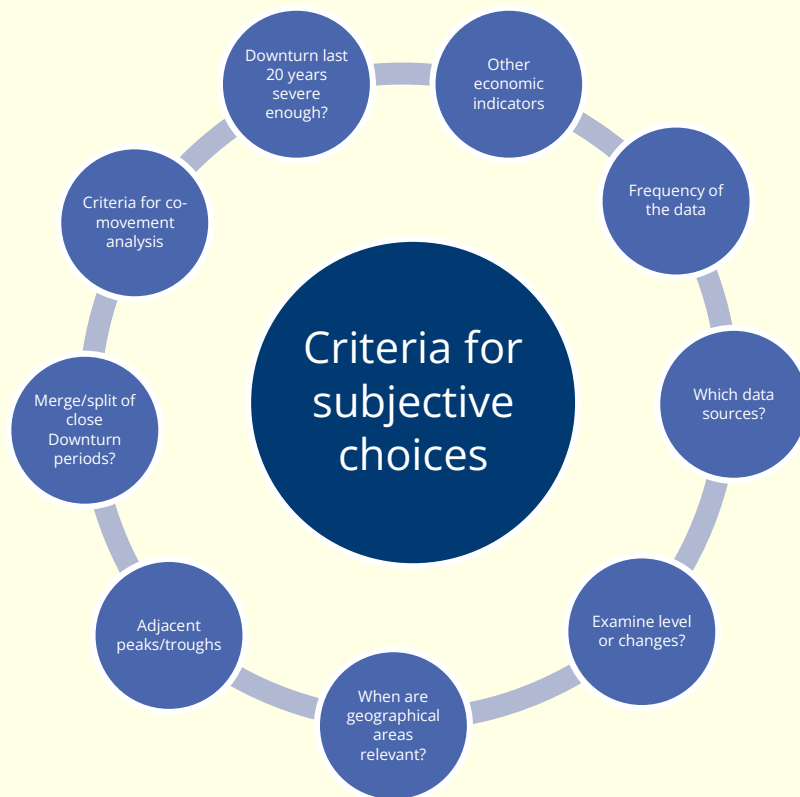 Downturn last
20 years
severe
enough?
Other
economic
indicators
Frequency of
the data
Which data
sources?
Examine level
or changes?
When are
geographical
areas
relevant?
Adjacent
peaks/troughs
Merge/split of
close
Downturn
periods?
Criteria for co-
movement
analysis
Criteria for
subjective
choices